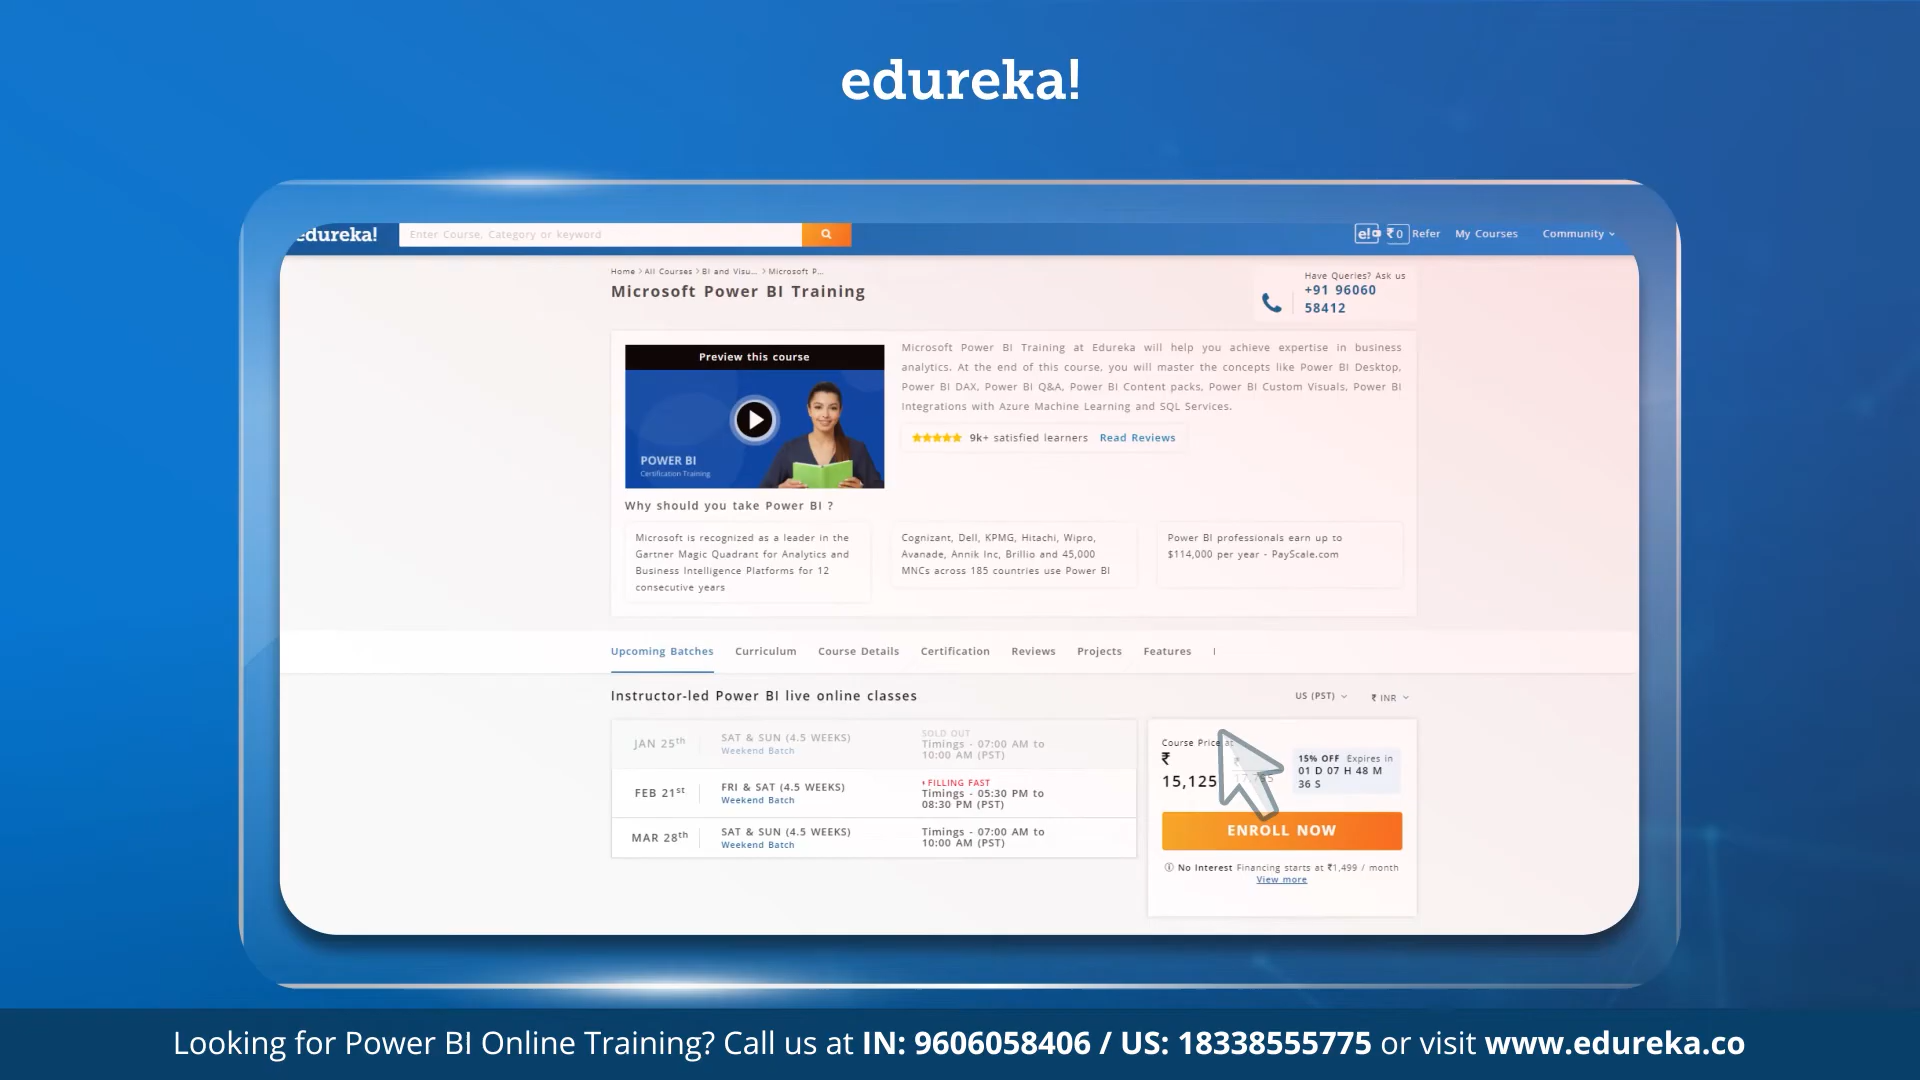 edureka!
edureka!
Enter Course, Category or keyword
e!
₹ 0
Refer
My Courses
Community
Home > All Courses > BI and Visu... > Microsoft P...
Microsoft Power BI Training
Have Queries? Ask us
+91 96060
58412
Preview this course
POWER BI
Certification Training
Microsoft Power BI Training at Edureka will help you achieve expertise in business
analytics. At the end of this course, you will master the concepts like Power BI Desktop,
Power BI DAX, Power BI Q&A, Power BI Content packs, Power BI Custom Visuals, Power BI
Integrations with Azure Machine Learning and SQL Services.
9k+ satisfied learners Read Reviews
Why should you take Power BI ?
Microsoft is recognized as a leader in the
Gartner Magic Quadrant for Analytics and
Business Intelligence Platforms for 12
consecutive years
Cognizant, Dell, KPMG, Hitachi, Wipro,
Avanade, Annik Inc, Brillio and 45,000
MNCs across 185 countries use Power BI
Power BI professionals earn up to
$114,000 per year - PayScale.com
Upcoming Batches Curriculum Course Details Certification Reviews Projects Features
Instructor-led Power BI live online classes
US (PST)
₹ INR
JAN 25th
SAT & SUN (4.5 WEEKS)
Weekend Batch
SOLD OUT
Timings - 07:00 AM to
10:00 AM (PST)
FEB 21st
FRI & SAT (4.5 WEEKS)
Weekend Batch
FILLING FAST
Timings - 05:30 PM to
08:30 PM (PST)
MAR 28th
SAT & SUN (4.5 WEEKS)
Weekend Batch
Timings - 07:00 AM to
10:00 AM (PST)
Course Price at
₹
15,125
15% OFF Expires in
01 D 07 H 48 M
36 S
ENROLL NOW
No Interest Financing starts at ₹1,499 / month
View more
Looking for Power BI Online Training? Call us at IN: 9606058406 / US: 18338555775 or visit www.edureka.co